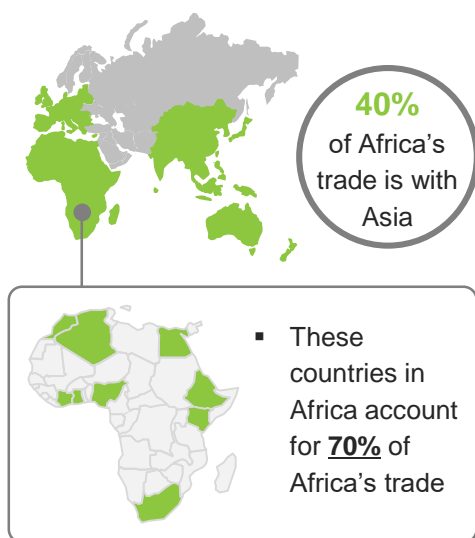 40%
of Africa's
trade is with
Asia
▪ These
countries in
Africa account
for 70% of
Africa's trade